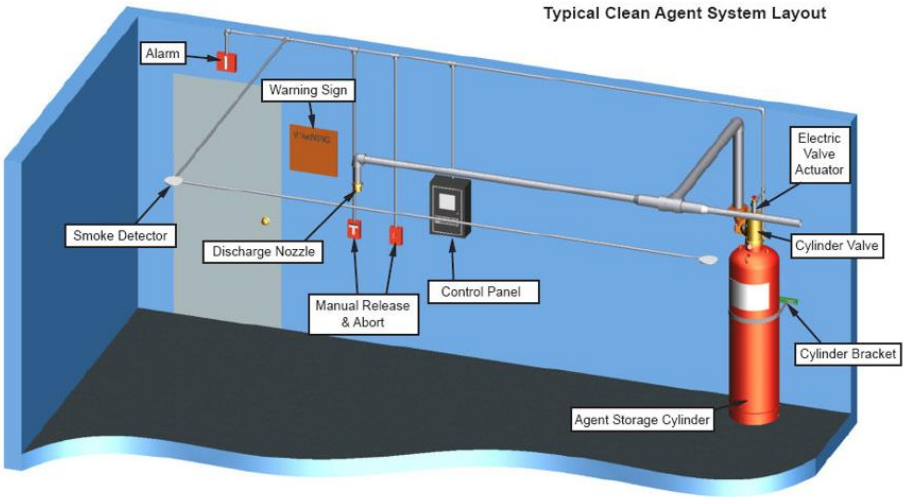 Typical Clean Agent System Layout
Alarm
Warning Sign
WARNING
Electric
Valve
Actuator
Smoke Detector
Discharge Nozzle
Cylinder Valve
Manual Release
& Abort
Control Panel
Cylinder Bracket
Agent Storage Cylinder